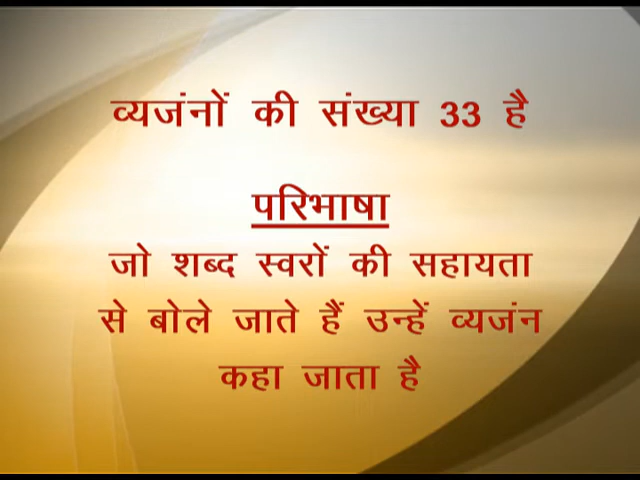 व्यजंनों की संख्या 33 है
परिभाषा
जो शब्द स्वरों की सहायता
से बोले जाते हैं उन्हें व्यजंन
कहा जाता है